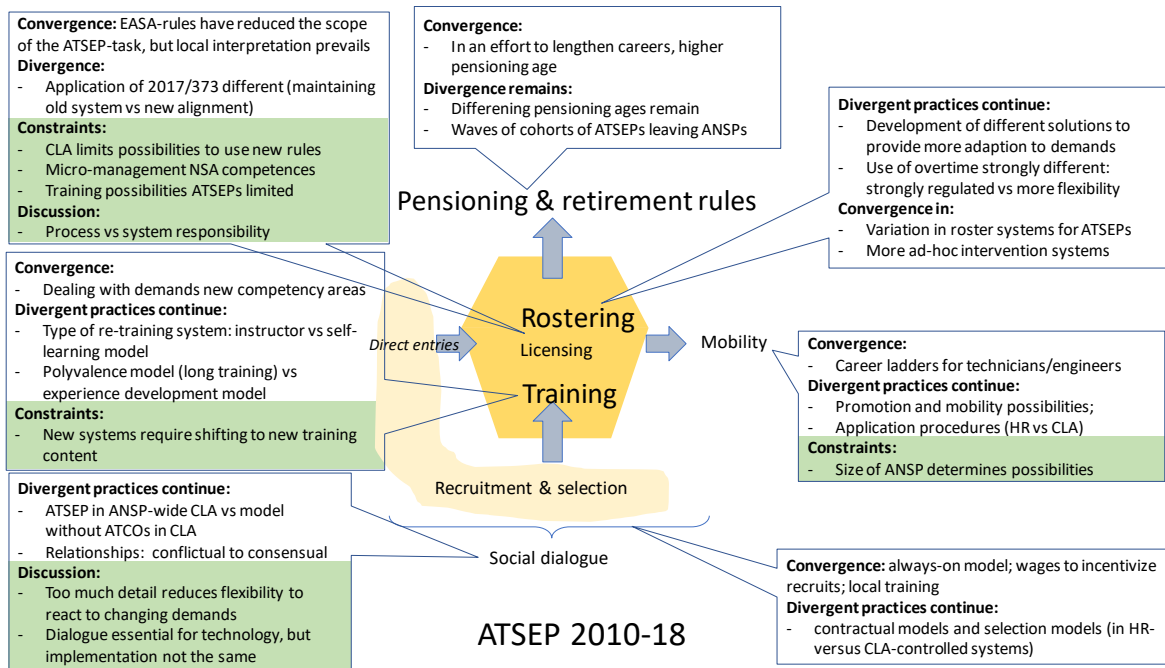 Convergence: EASA-rules have reduced the scope
of the ATSEP-task, but local interpretation prevails
Divergence:
- Application of 2017/373 different (maintaining
old system vs new alignment)
Constraints:
- CLA limits possibilities to use new rules
- Micro-management NSA competences
- Training possibilities ATSEPs limited
Discussion:
- Process vs system responsibility
Convergence:
- In an effort to lengthen careers, higher
pensioning age
Divergence remains:
- Differening pensioning ages remain
- Waves of cohorts of ATSEPs leaving ANSPs
Divergent practices continue:
- Development of different solutions to
provide more adaption to demands
- Use of overtime strongly different:
strongly regulated vs more flexibility
Convergence in:
- Variation in roster systems for ATSEPs
- More ad-hoc intervention systems
Pensioning & retirement rules
Convergence:
- Dealing with demands new competency areas
Divergent practices continue:
- Type of re-training system: instructor vs self-
learning model
- Polyvalence model (long training) vs
experience development model
Constraints:
- New systems require shifting to new training
content
Direct entries
Rostering
Licensing
Training
Mobility
Convergence:
- Career ladders for technicians/engineers
Divergent practices continue:
- Promotion and mobility possibilities;
- Application procedures (HR vs CLA)
Constraints:
- Size of ANSP determines possibilities
Recruitment & selection
Divergent practices continue:
- ATSEP in ANSP-wide CLA vs model
without ATCOs in CLA
- Relationships: conflictual to consensual
Discussion:
- Too much detail reduces flexibility to
react to changing demands
- Dialogue essential for technology, but
implementation not the same
Social dialogue
Convergence: always-on model; wages to incentivize
recruits; local training
Divergent practices continue:
- contractual models and selection models (in HR-
versus CLA-controlled systems)
ATSEP 2010-18